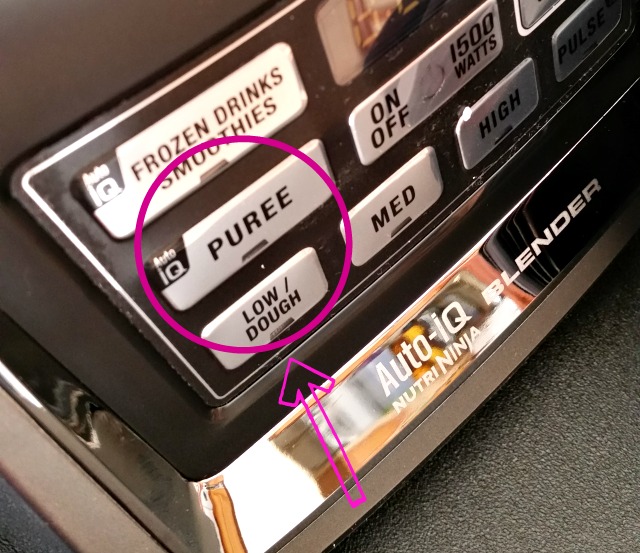 Auto
iQ
FROZEN DRINKS
SMOOTHIES
ON
OFF
1500
WATTS
PULSE
Auto
iQ
PUREE
MED
HIGH
LOW /
DOUGH
Auto-iQ
NUTRI NINJA BLENDER